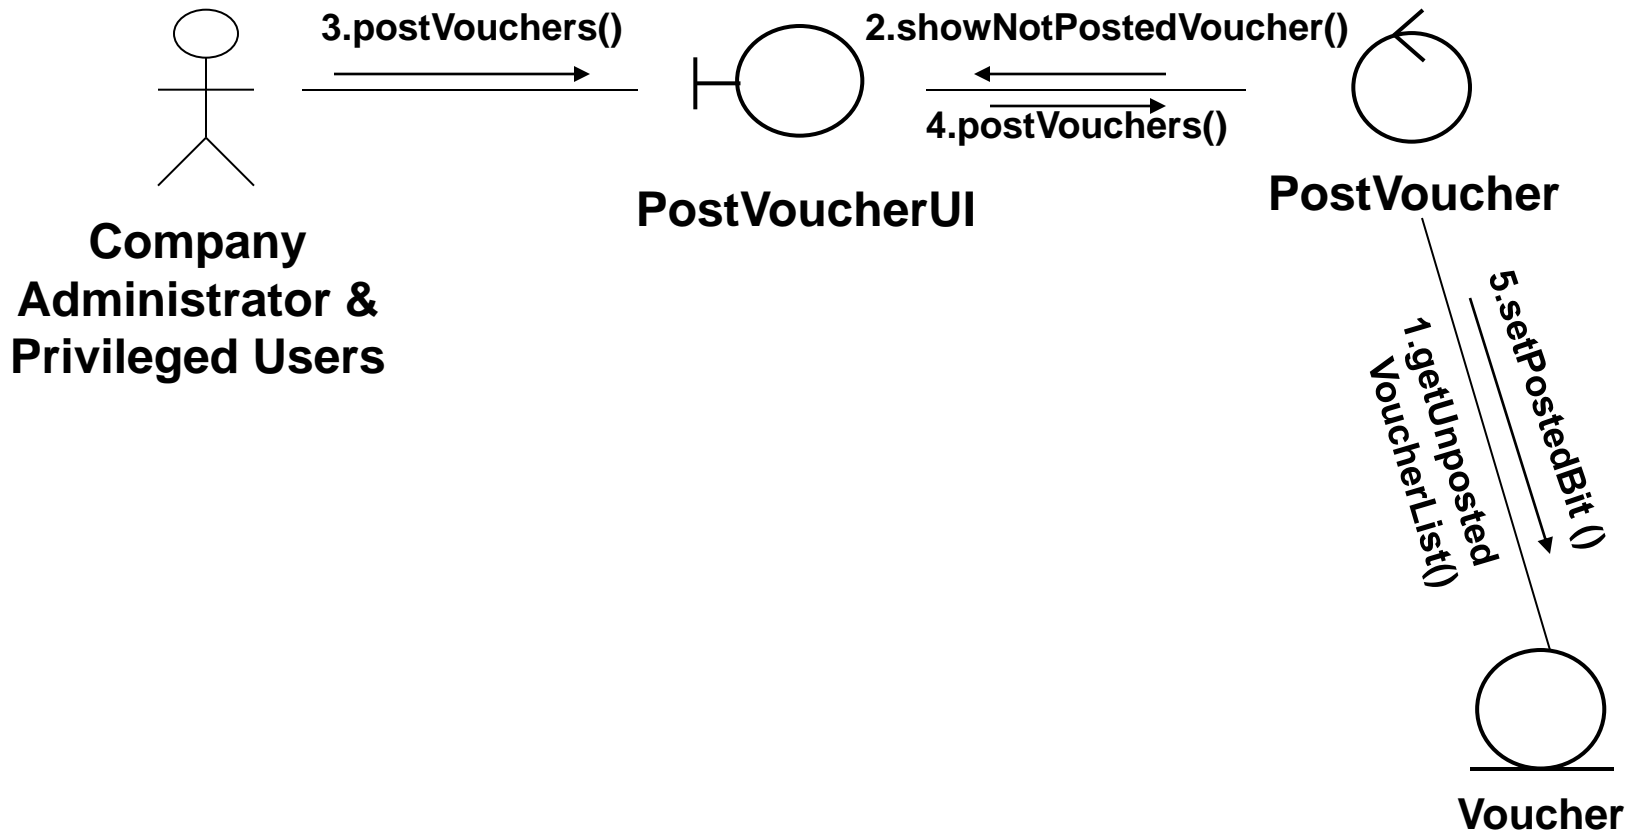 3.postVouchers()
2.showNotPostedVoucher()
4.postVouchers()
PostVoucherUI
PostVoucher
Company
Administrator &
Privileged Users
1.getUnposted
VoucherList()
5.setPostedBit ()
Voucher